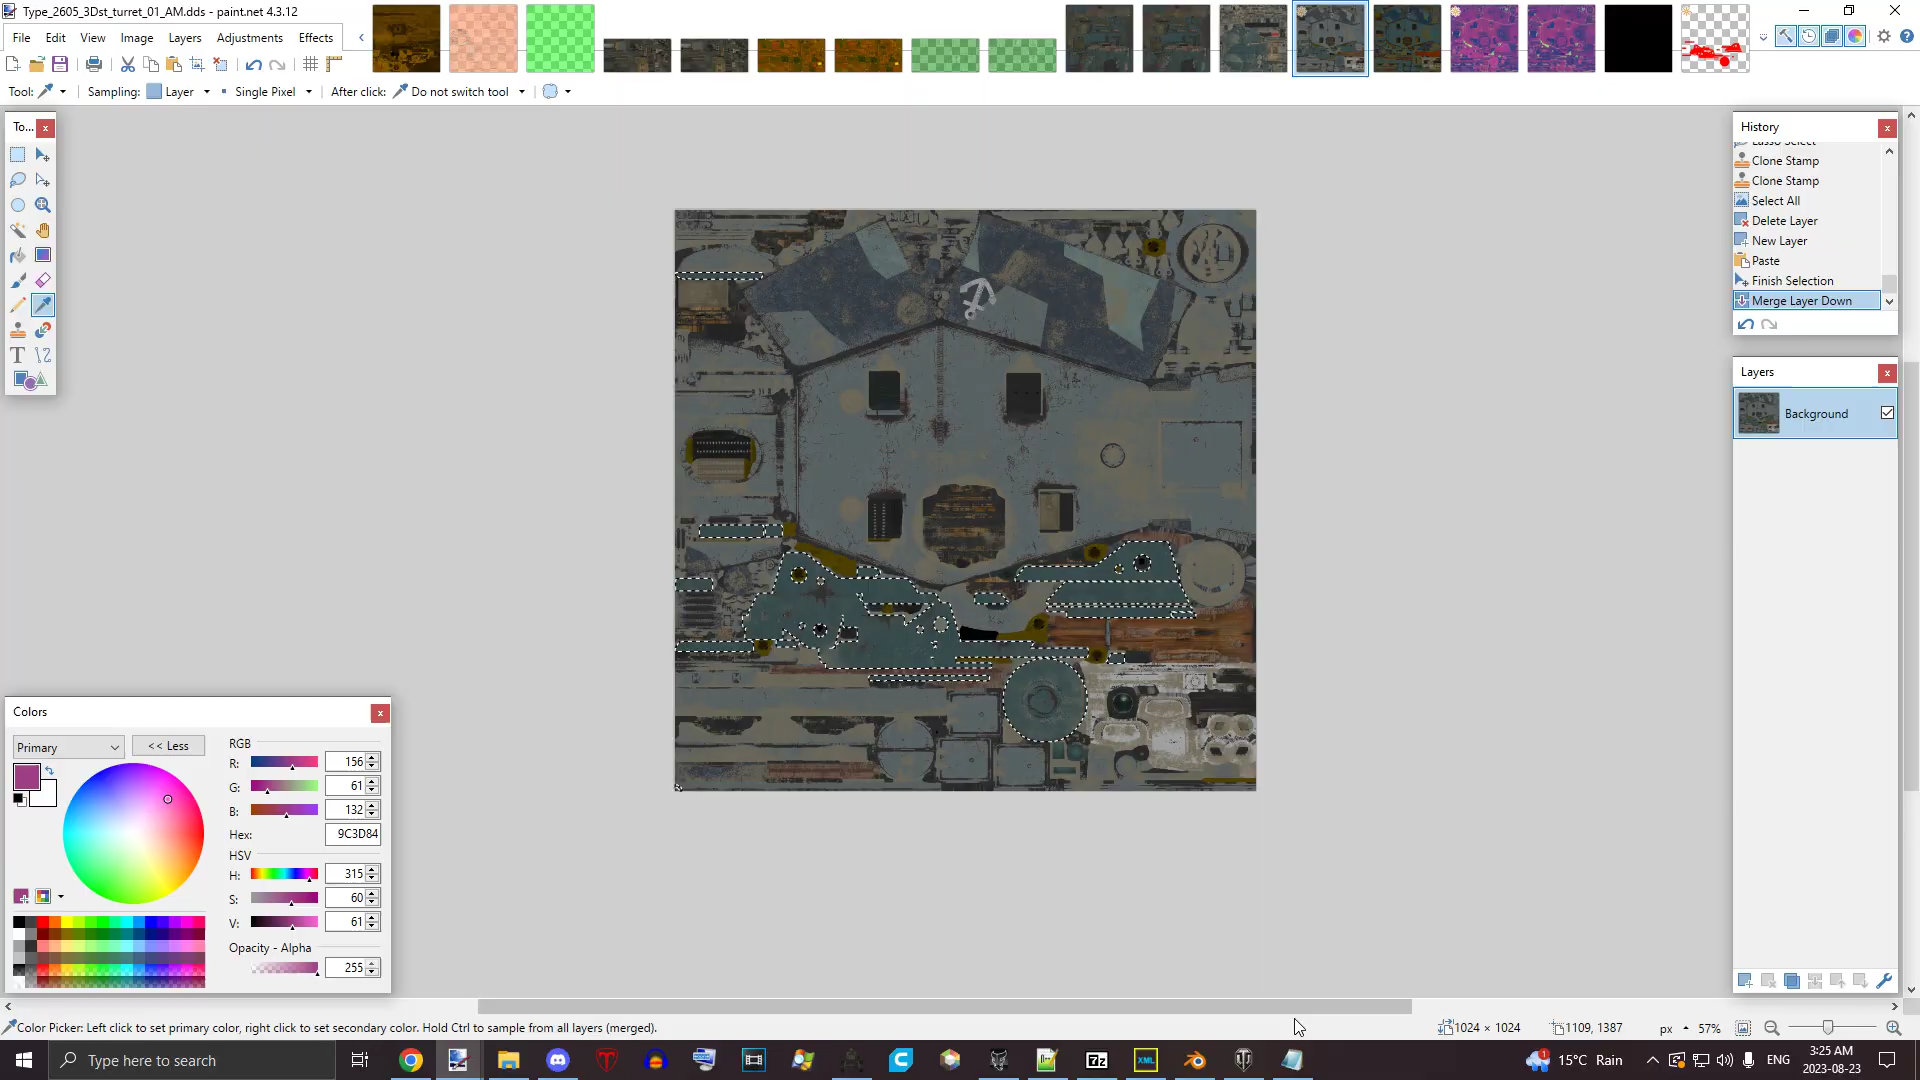 Type_2605_3Dst_turret_01_AM.dds - paint.net 4.3.12
File Edit View Image Layers Adjustments Effects
Tool: Sampling: Layer Single Pixel After click: Do not switch tool
To...
History
Lasso Select
Clone Stamp
Clone Stamp
Select All
Delete Layer
New Layer
Paste
Finish Selection
Merge Layer Down
Layers
Background
Colors
Primary << Less
RGB
R: 156
G: 61
B: 132
Hex: 9C3D84
HSV
H: 315
S: 60
V: 61
Opacity - Alpha
255
Color Picker: Left click to set primary color, right click to set secondary color. Hold Ctrl to sample from all layers (merged).
1024 × 1024 1109, 1387 px 57%
Type here to search
7z
XML
1
15°C Rain
ENG
3:25 AM
2023-08-23